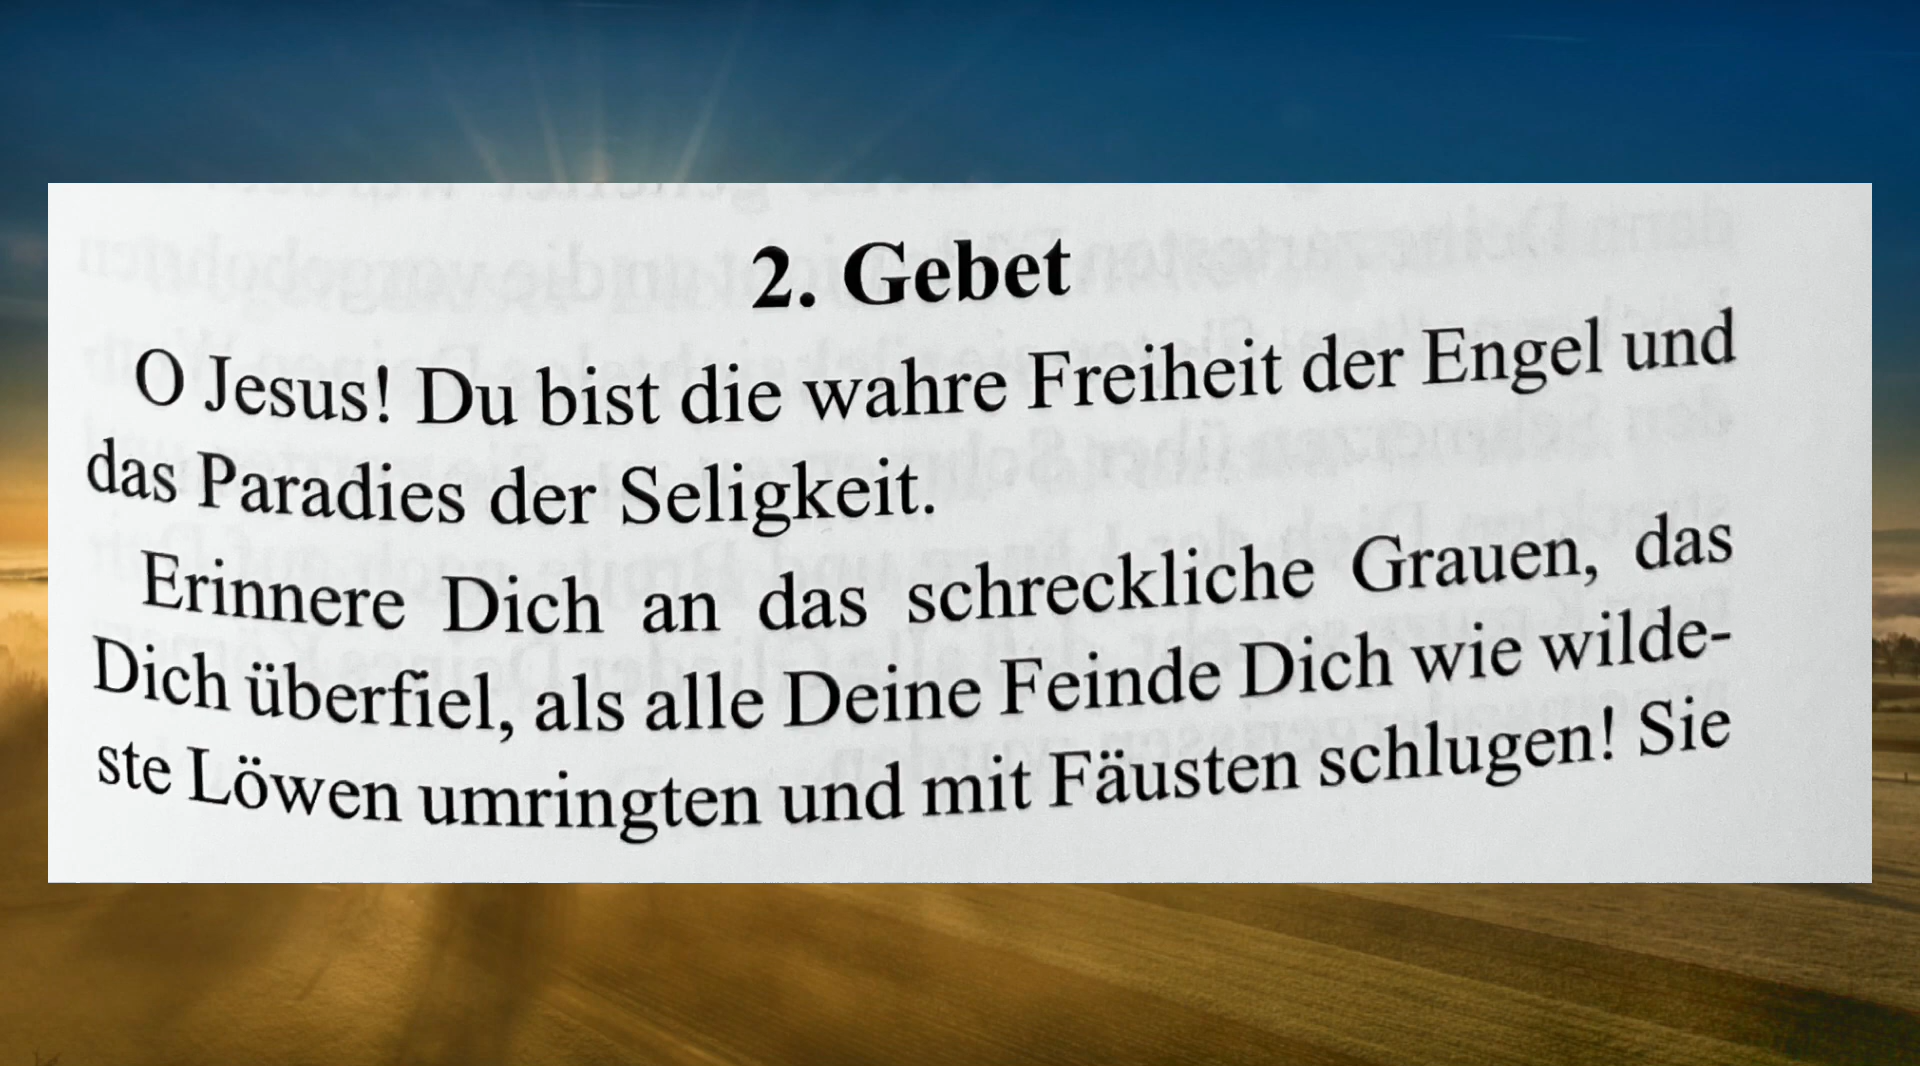 2. Gebet
O Jesus! Du bist die wahre Freiheit der Engel und
das Paradies der Seligkeit.
Erinnere Dich an das schreckliche Grauen, das
Dich überfiel, als alle Deine Feinde Dich wie wilde-
ste Löwen umringten und mit Fäusten schlugen! Sie